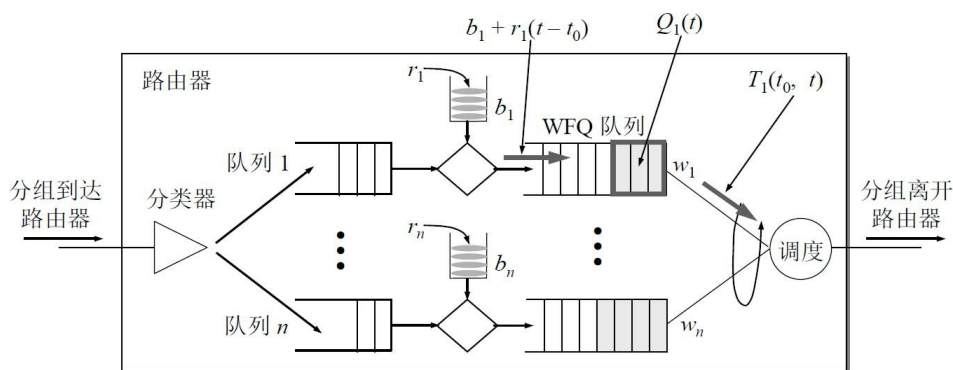 b₁ + r₁(t – t₀)
Q₁(t)
路由器
r₁
b₁
T₁(t₀, t)
WFQ 队列
队列 1
w₁
分组到达
路由器
分类器
分组离开
路由器
调度
rₙ
bₙ
队列 n
wₙ